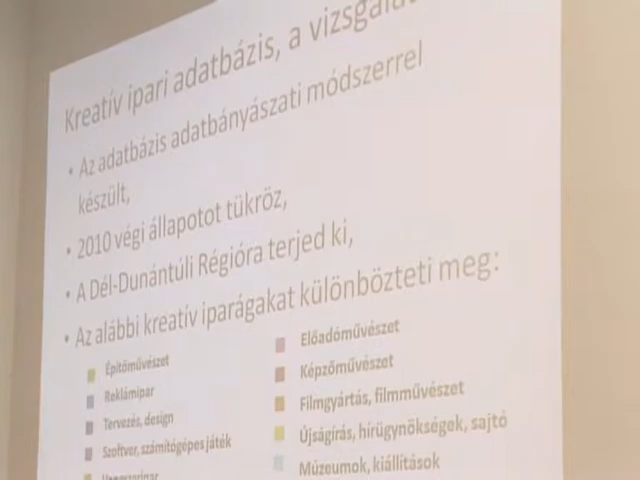 Kreatív ipari adatbázis, a vizsgálat
• Az adatbázis adatbányászati módszerrel
készült,
• 2010 végi állapotot tükröz,
• A Dél-Dunántúli Régióra terjed ki,
• Az alábbi kreatív iparágakat különbözteti meg:
Építőművészet
Reklámipar
Tervezés, design
Szoftver, számítógépes játék
Előadóművészet
Képzőművészet
Filmgyártás, filmművészet
Újságírás, hírügynökségek, sajtó
Múzeumok, kiállítások